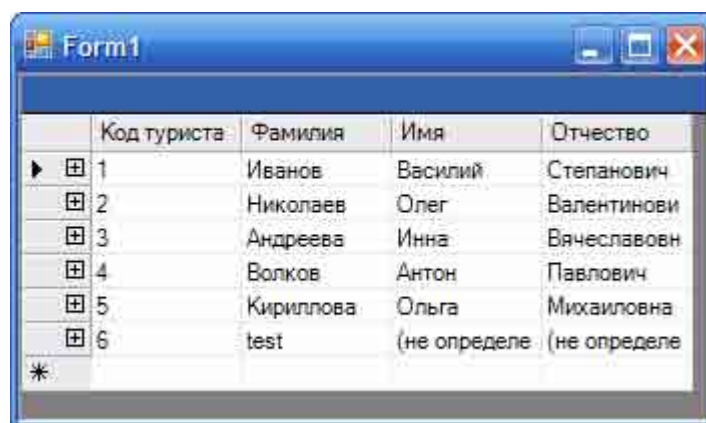 Form1
Код туриста Фамилия Имя Отчество
1 Иванов Василий Степанович
2 Николаев Олег Валентинови
3 Андреева Инна Вячеславовн
4 Волков Антон Павлович
5 Кириллова Ольга Михаиловна
6 test (не определе (не определе